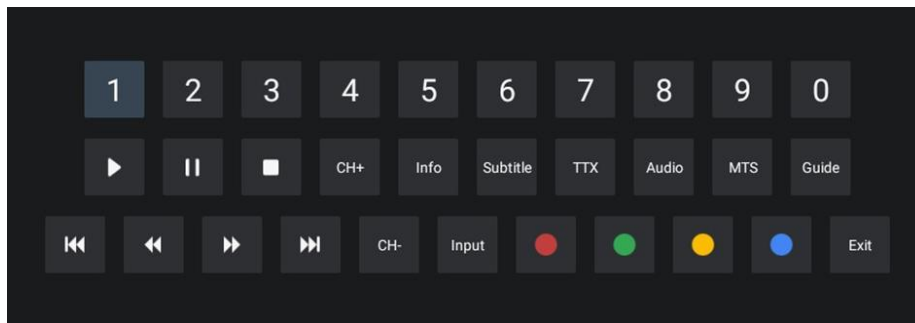 1 2 3 4 5 6 7 8 9 0
CH+ Info Subtitle TTX Audio MTS Guide
CH- Input Exit